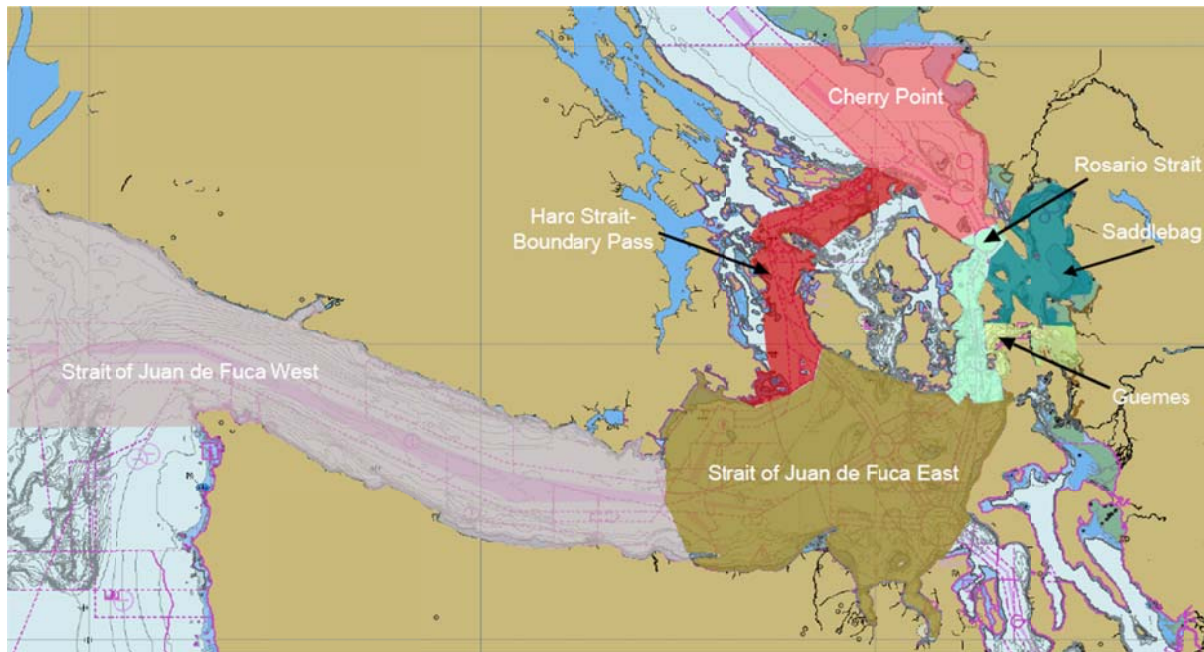 Cherry Point
Rosario Strait
Haro Strait-
Boundary Pass
Saddlebag
Strait of Juan de Fuca West
Guemes
Strait of Juan de Fuca East